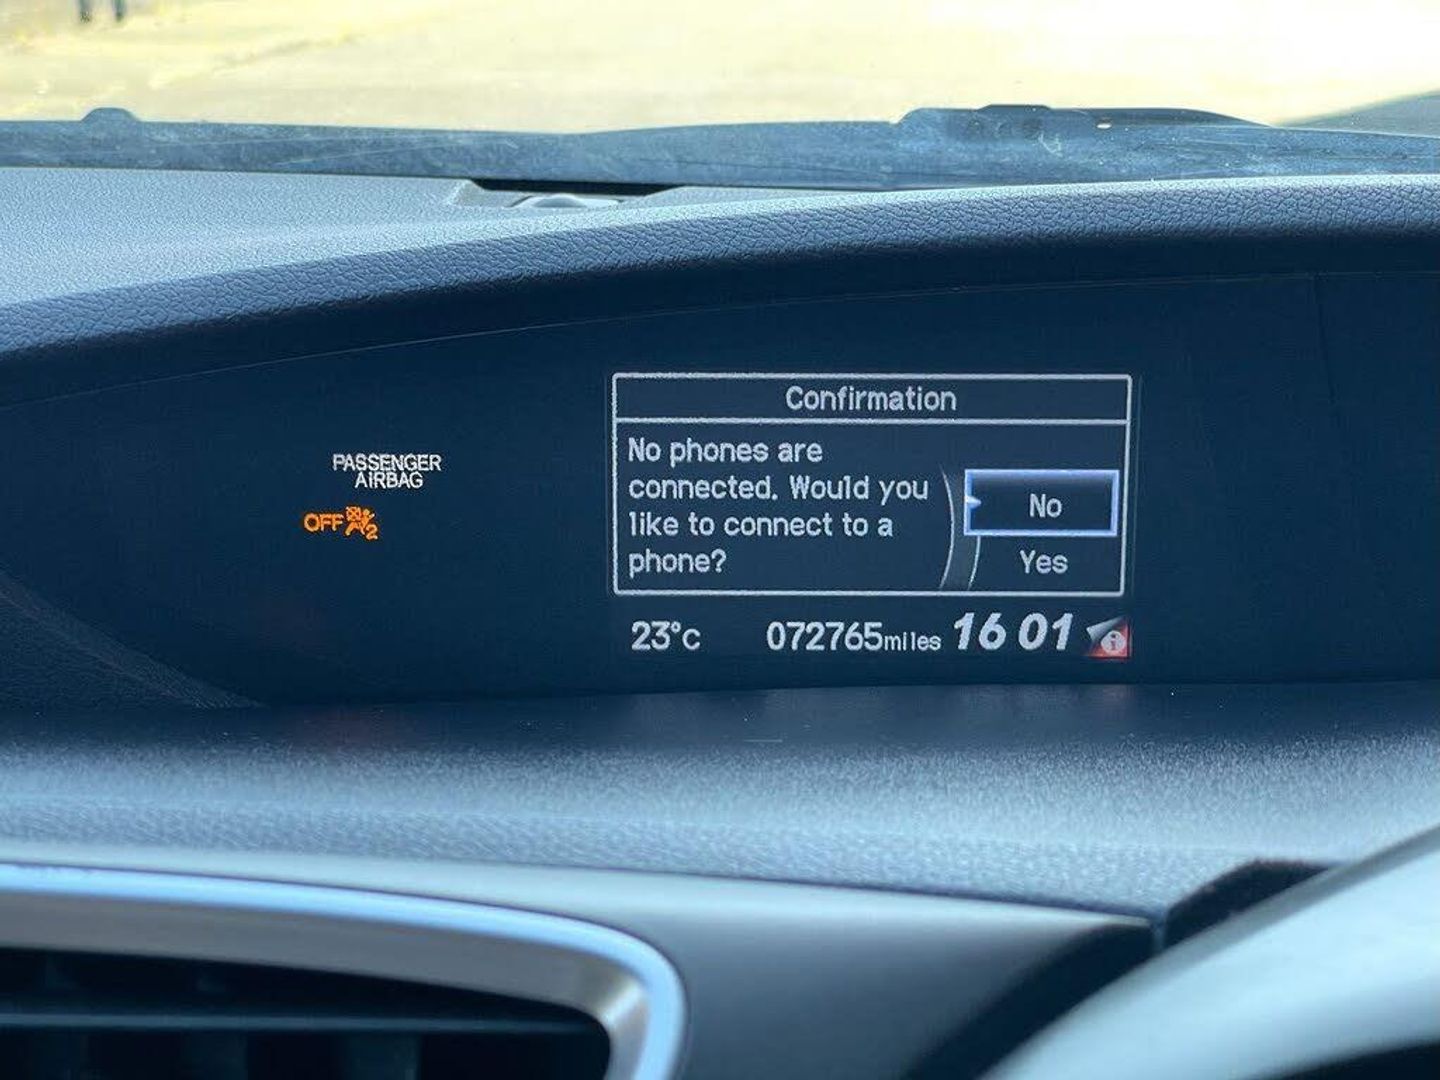 Confirmation
No phones are
connected. Would you
like to connect to a
phone?
No
Yes
PASSENGER
AIRBAG
OFF 2
23°c 072765miles 16 01 i